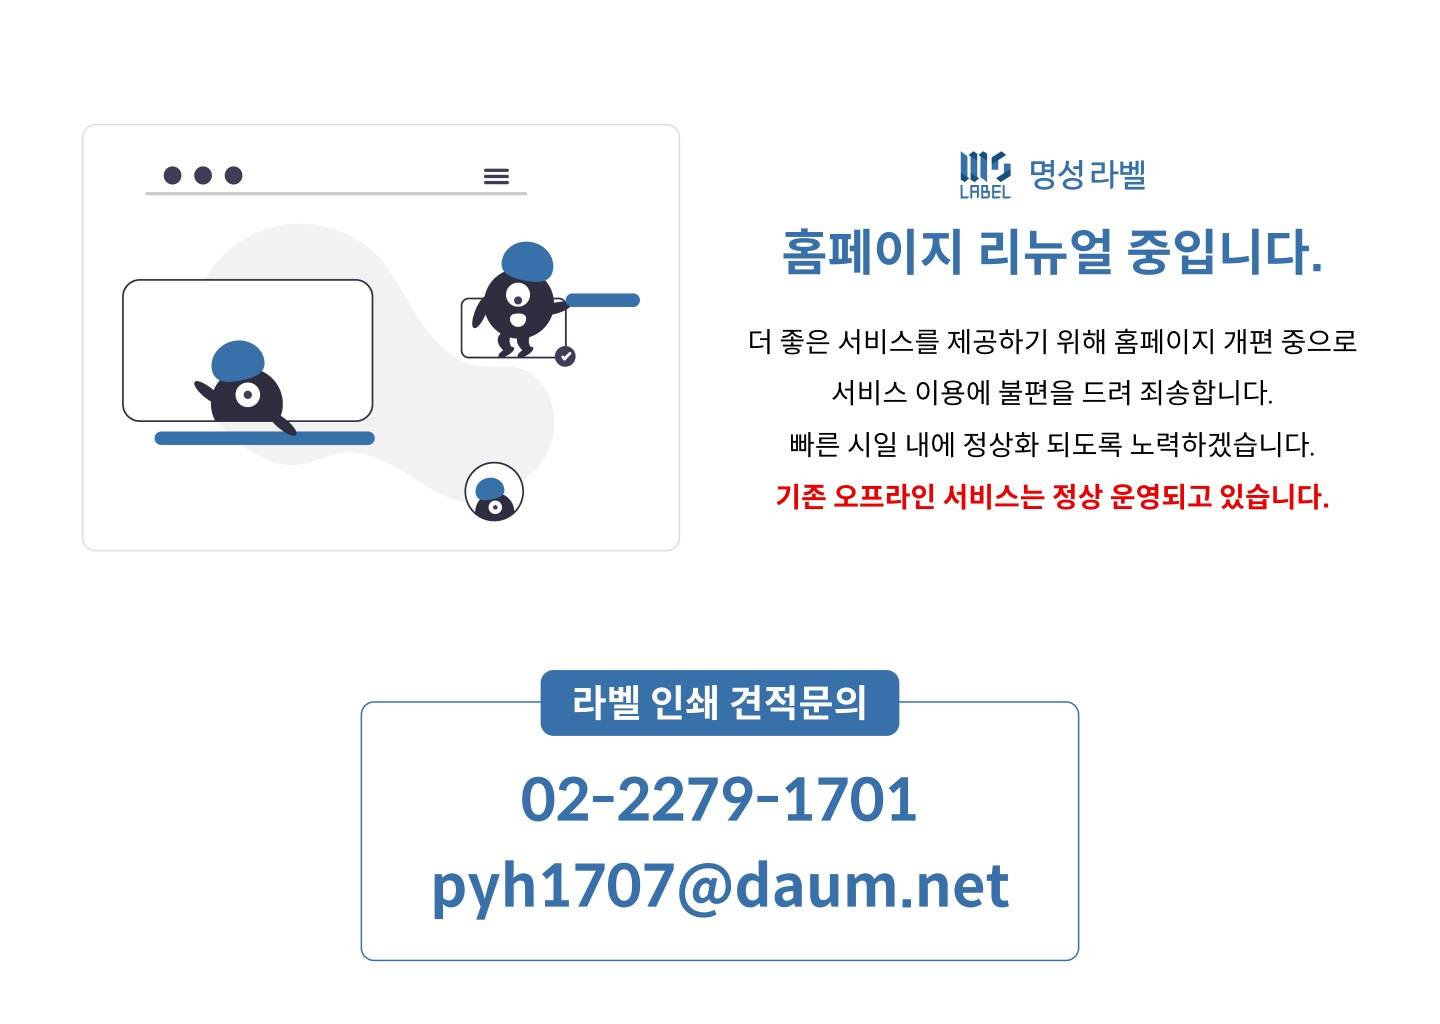 LABEL 명성라벨
홈페이지 리뉴얼 중입니다.
더 좋은 서비스를 제공하기 위해 홈페이지 개편 중으로
서비스 이용에 불편을 드려 죄송합니다.
빠른 시일 내에 정상화 되도록 노력하겠습니다.
기존 오프라인 서비스는 정상 운영되고 있습니다.
라벨 인쇄 견적문의
02-2279-1701
pyh1707@daum.net